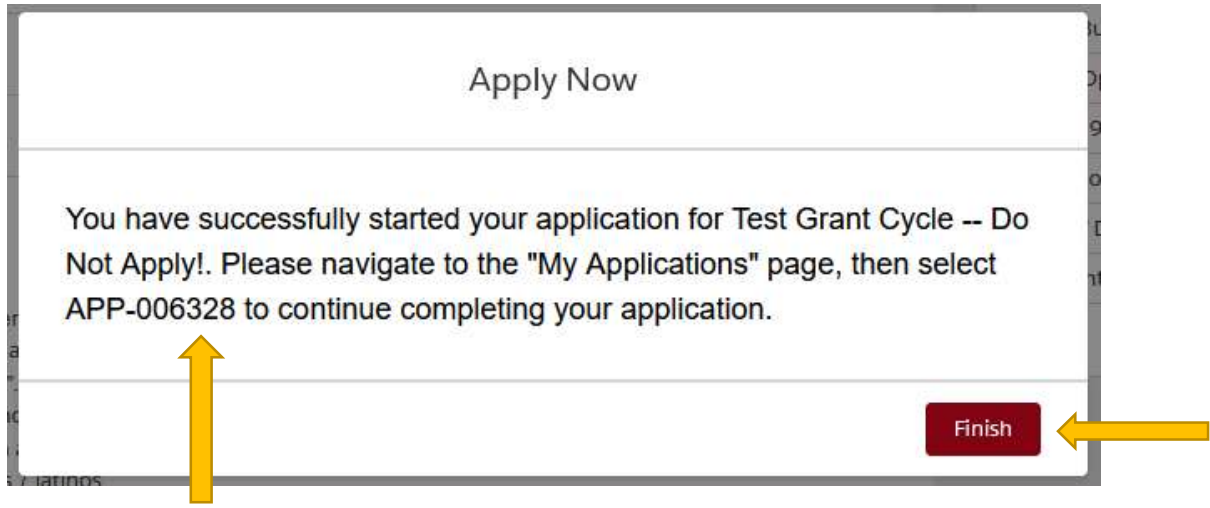 Apply Now
You have successfully started your application for Test Grant Cycle -- Do
Not Apply!. Please navigate to the "My Applications" page, then select
APP-006328 to continue completing your application.
Finish